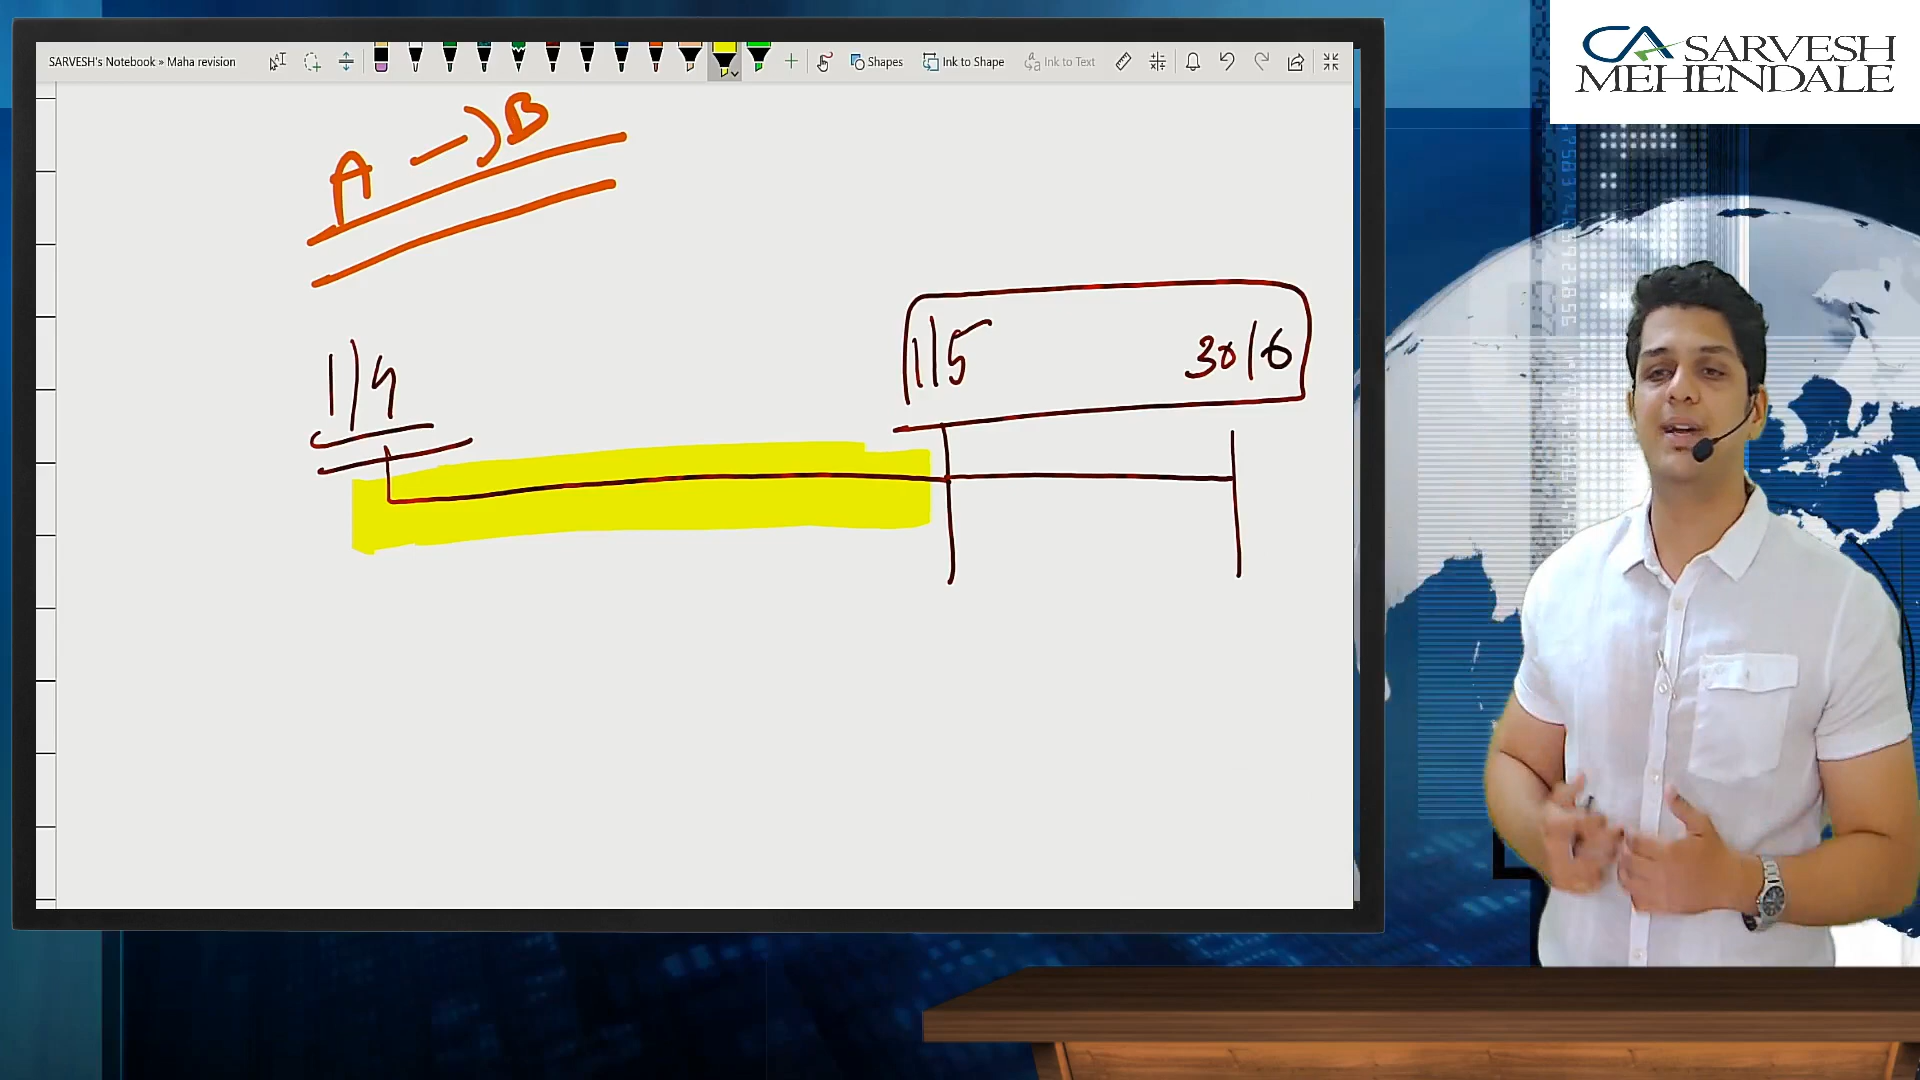 SARVESH's Notebook » Maha revision
Shapes
Ink to Shape
Ink to Text
CA SARVESH
MEHENDALE
A → B
1/4
1/5
30/6